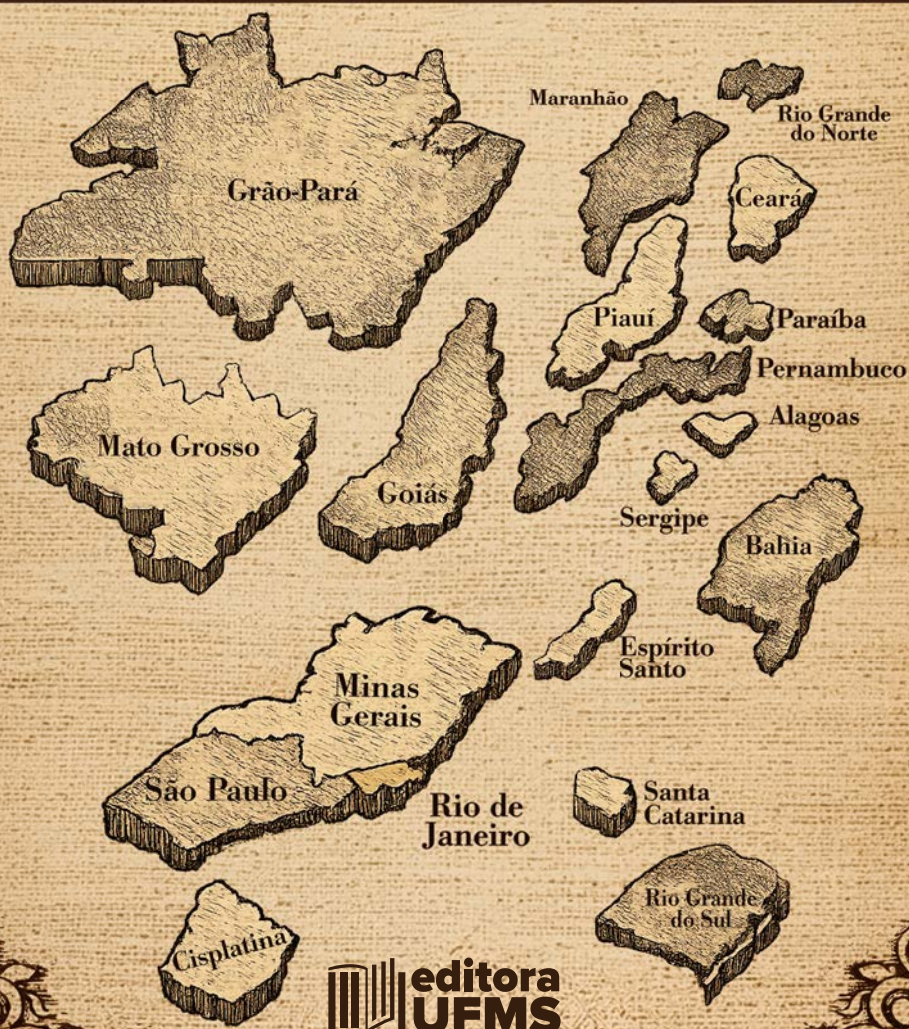 Maranhão
Rio Grande
do Norte
Grão-Pará
Ceará
Piauí
Paraíba
Pernambuco
Alagoas
Mato Grosso
Goiás
Sergipe
Bahia
Espírito
Santo
Minas
Gerais
São Paulo
Rio de
Janeiro
Santa
Catarina
Rio Grande
do Sul
Cisplatina
editora
UFMS